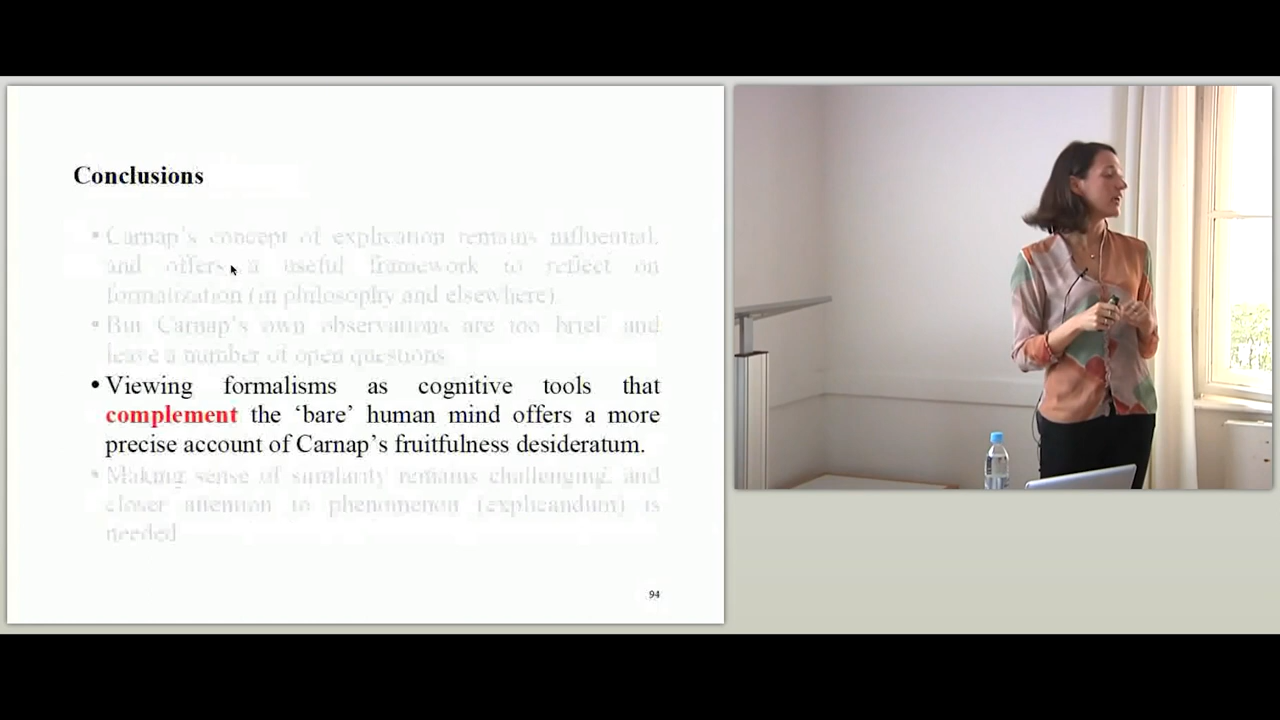 Conclusions
• Carnap's concept of explication remains influential,
and offers a useful framework to reflect on
formalization (in philosophy and elsewhere).
• But Carnap's own observations are too brief and
leave a number of open questions.
• Viewing formalisms as cognitive tools that
complement the ‘bare’ human mind offers a more
precise account of Carnap’s fruitfulness desideratum.
• Making sense of similarity remains challenging, and
closer attention to phenomenon (explicandum) is
needed
94